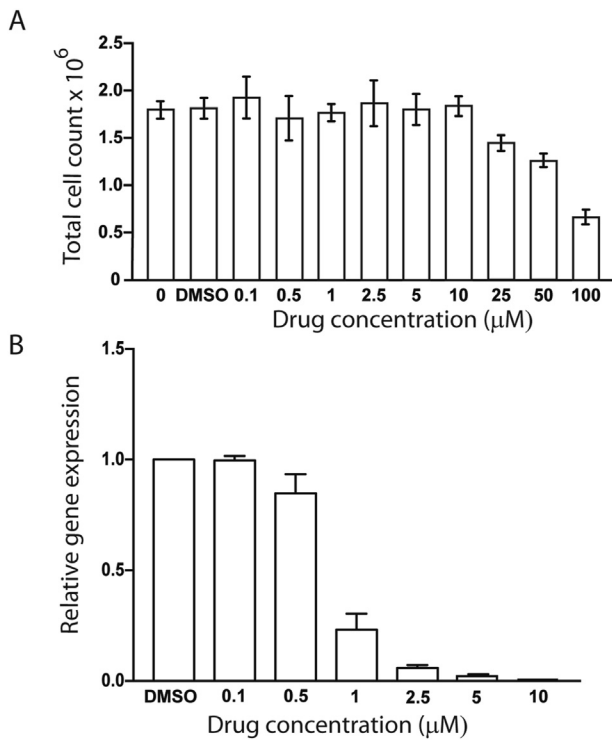 A
Total cell count x 10⁶
2.5
2.0
1.5
1.0
0.5
0
0 DMSO 0.1 0.5 1 2.5 5 10 25 50 100
Drug concentration (μM)
B
Relative gene expression
1.5
1.0
0.5
0.0
DMSO 0.1 0.5 1 2.5 5 10
Drug concentration (μM)